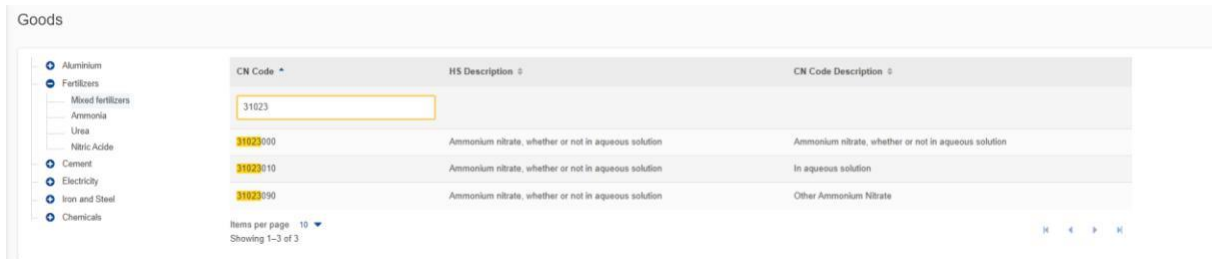 Goods
Aluminium
Fertilizers
Mixed fertilizers
Ammonia
Urea
Nitric Acide
Cement
Electricity
Iron and Steel
Chemicals
CN Code HS Description CN Code Description
31023
31023000 Ammonium nitrate, whether or not in aqueous solution Ammonium nitrate, whether or not in aqueous solution
31023010 Ammonium nitrate, whether or not in aqueous solution In aqueous solution
31023090 Ammonium nitrate, whether or not in aqueous solution Other Ammonium Nitrate
Items per page 10
Showing 1–3 of 3